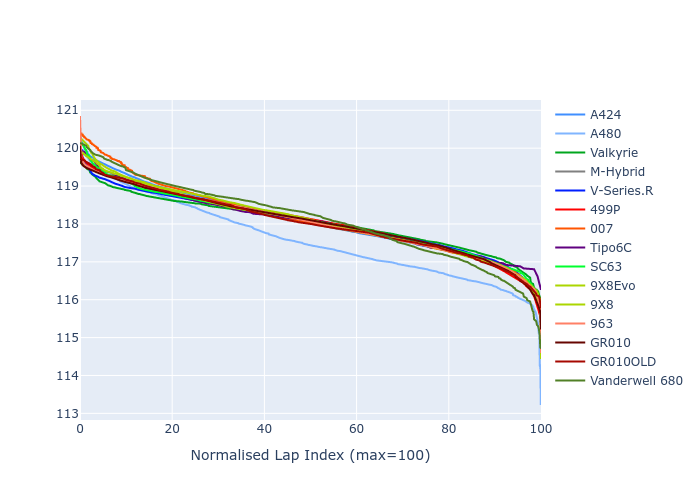 121
120
119
118
117
116
115
114
113
0 20 40 60 80 100
Normalised Lap Index (max=100)
A424
A480
Valkyrie
M-Hybrid
V-Series.R
499P
007
Tipo6C
SC63
9X8Evo
9X8
963
GR010
GR010OLD
Vanderwell 680